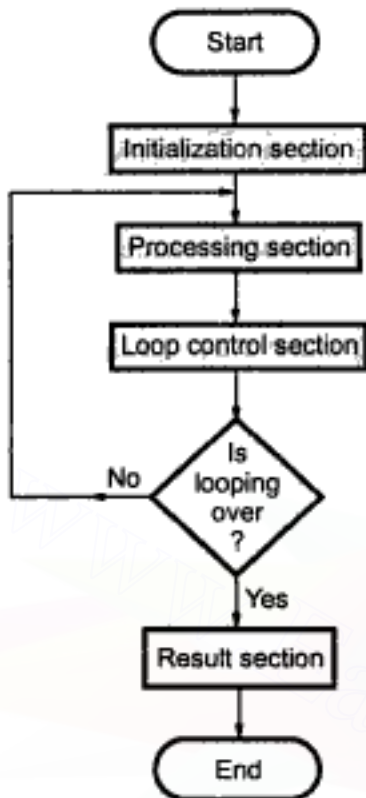 Start
Initialization section
Processing section
Loop control section
Is
looping
over
?
No
Yes
Result section
End